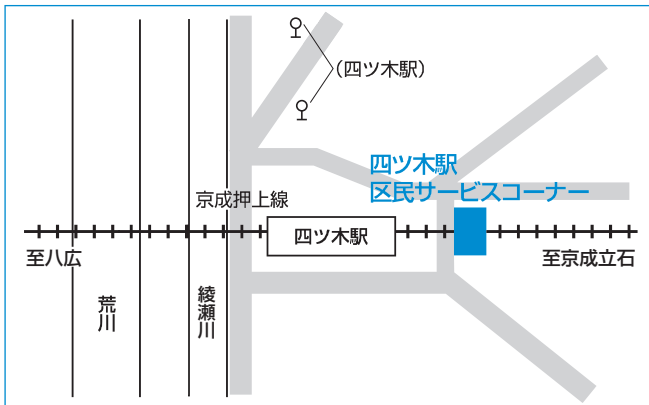 (四ツ木駅)
四ツ木駅
区民サービスコーナー
京成押上線
四ツ木駅
至八広
至京成立石
荒川
綾瀬川